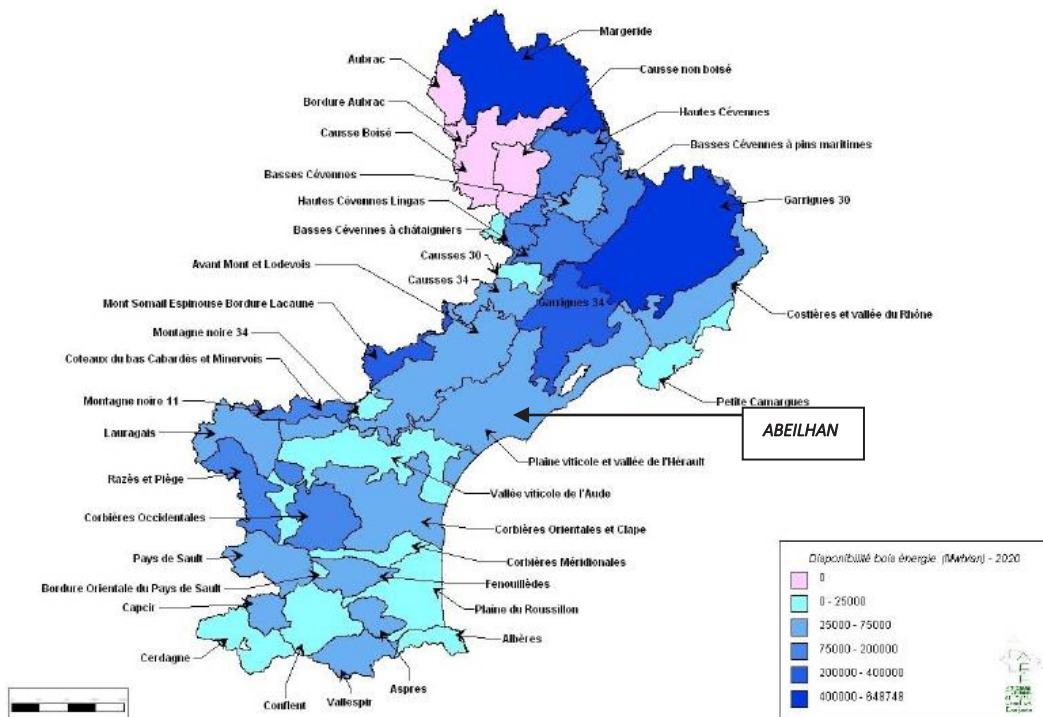 Margeride
Aubrac
Causse non boisé
Bordure Aubrac
Hautes Cévennes
Causse Boisé
Basses Cévennes à pins maritimes
Basses Cévennes
Garrigues 30
Hautes Cévennes Lingas
Basses Cévennes à châtaigniers
Causses 30
Avant Mont et Lodevois
Causses 34
Garrigues 34
Mont Somail Espinouse Bordure Lacaune
Costières et vallée du Rhône
Montagne noire 34
Coteaux du bas Cabardès et Minervois
Montagne noire 11
Petite Camargues
ABEILHAN
Lauragais
Plaine viticole et vallée de l'Hérault
Razès et Piège
Vallée viticole de l'Aude
Corbières Occidentales
Corbières Orientales et Clape
Pays de Sault
Corbières Méridionales
Bordure Orientale du Pays de Sault
Fenouillèdes
Capcir
Plaine du Roussillon
Albères
Cerdagne
Aspres
Conflent
Vallespir
Disponibilité bois énergie (Mwh/an) - 2020
0
0 - 25000
25000 - 75000
75000 - 200000
200000 - 400000
400000 - 648748